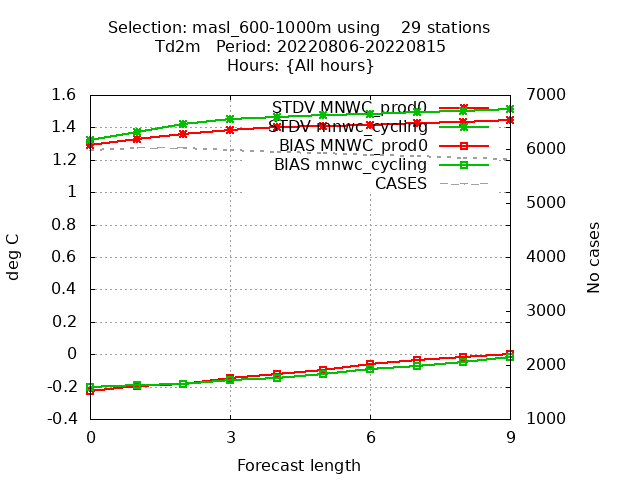 Selection: masl_600-1000m using    29 stations
Td2m   Period: 20220806-20220815
Hours: {All hours}
1.6
1.4
1.2
1
0.8
0.6
0.4
0.2
0
-0.2
-0.4
deg C
STDV MNWC_prod0
STDV mnwc_cycling
BIAS MNWC_prod0
BIAS mnwc_cycling
CASES
7000
6000
5000
4000
3000
2000
1000
No cases
0 3 6 9
Forecast length